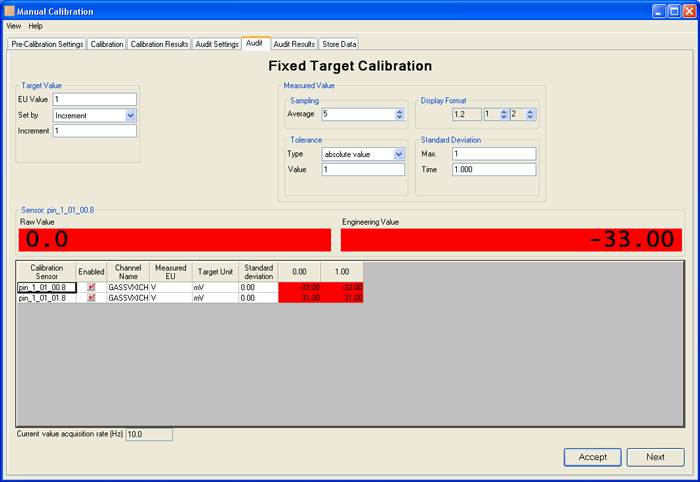 Manual Calibration
View Help
Pre-Calibration Settings Calibration Calibration Results Audit Settings Audit Audit Results Store Data
Fixed Target Calibration
Target Value
EU Value 1
Set by Increment
Increment 1
Measured Value
Sampling
Average 5
Display Format
1.2 1 2
Tolerance
Type absolute value
Value 1
Standard Deviation
Max. 1
Time 1.000
Sensor: pin_1_01_00.8
Raw Value Engineering Value
0.0 -33.00
Calibration Sensor Enabled Channel Name Measured EU Target Unit Standard deviation 0.00 1.00
pin_1_01_00.8 GASSVXICH V mV 0.00 -33.00 -33.00
pin_1_01_01.8 GASSVXICH V mV 0.00 31.00 31.00
Current value acquisition rate (Hz) 10.0
Accept Next